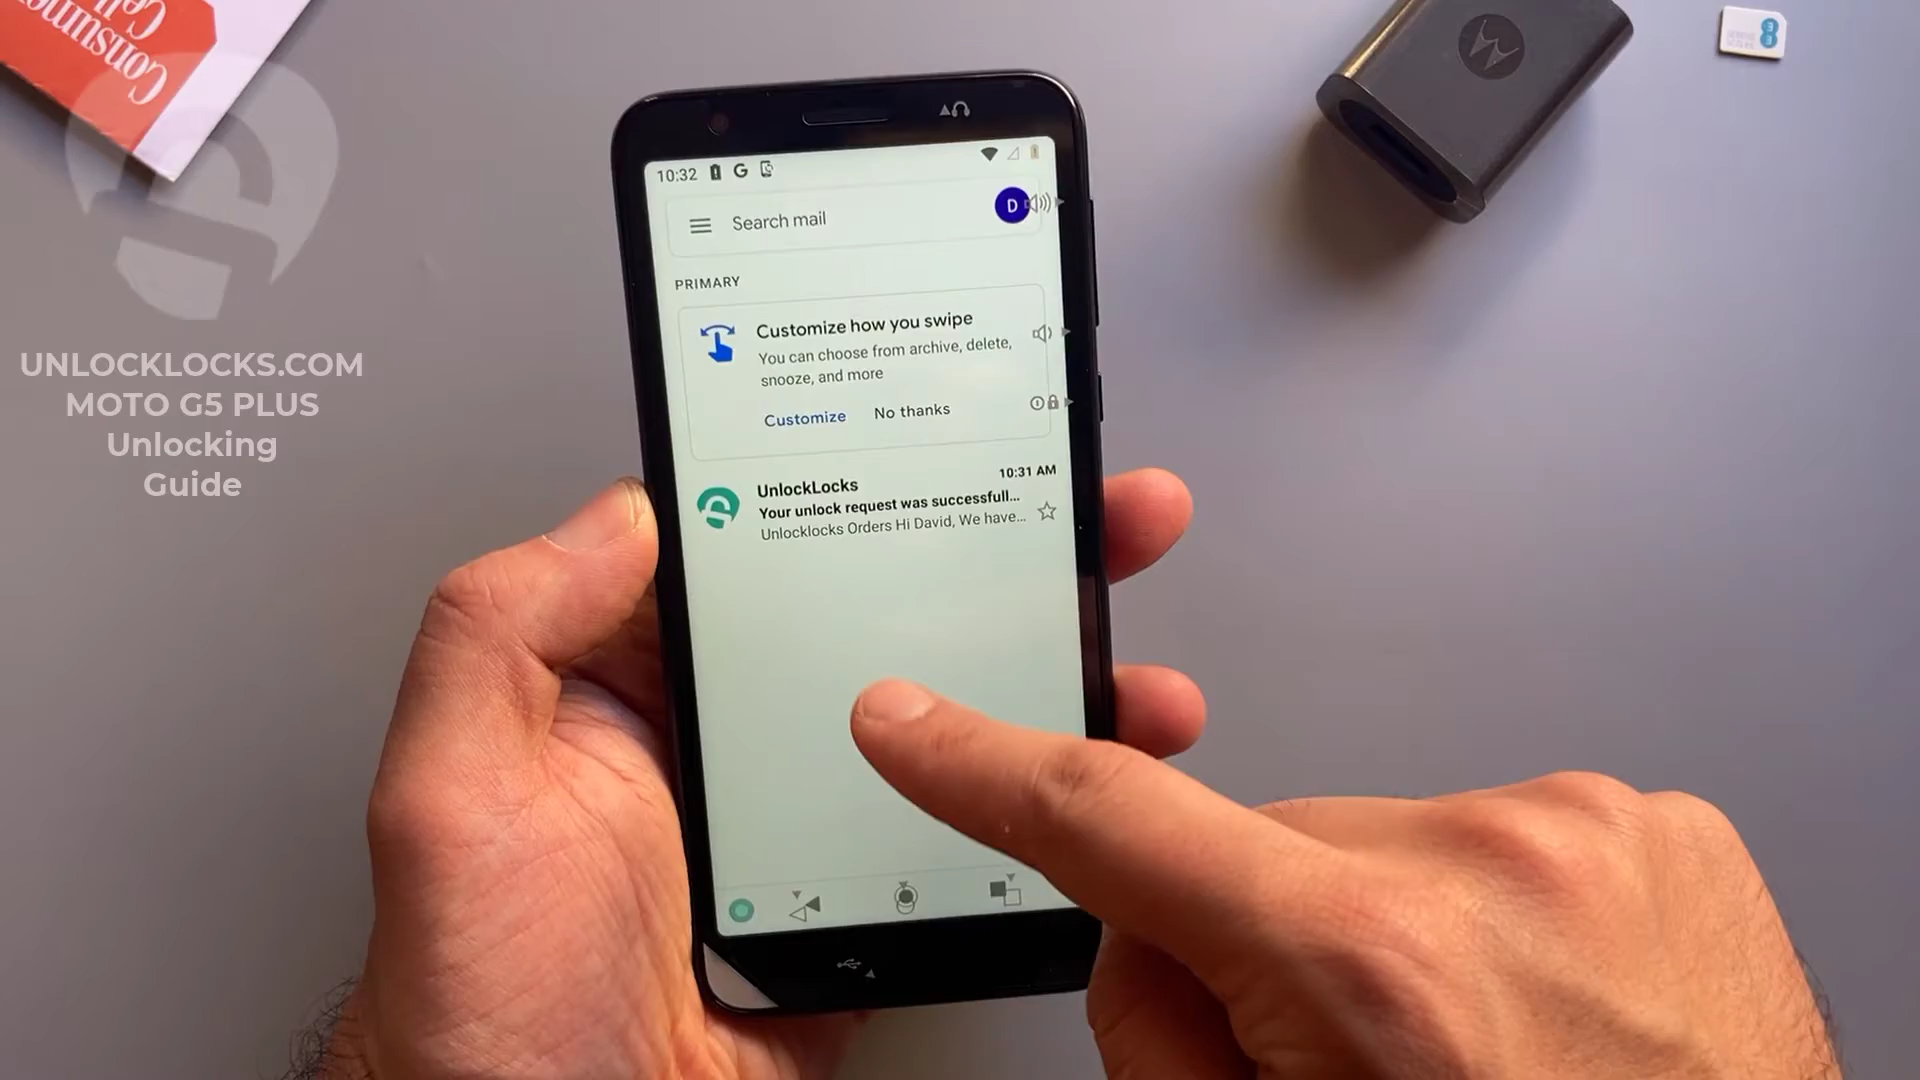 Consumer
Cell
UNLOCKLOCKS.COM
MOTO G5 PLUS
Unlocking
Guide
10:32
Search mail
D
PRIMARY
Customize how you swipe
You can choose from archive, delete,
snooze, and more
Customize No thanks
UnlockLocks 10:31 AM
Your unlock request was successfull...
Unlocklocks Orders Hi David, We have...